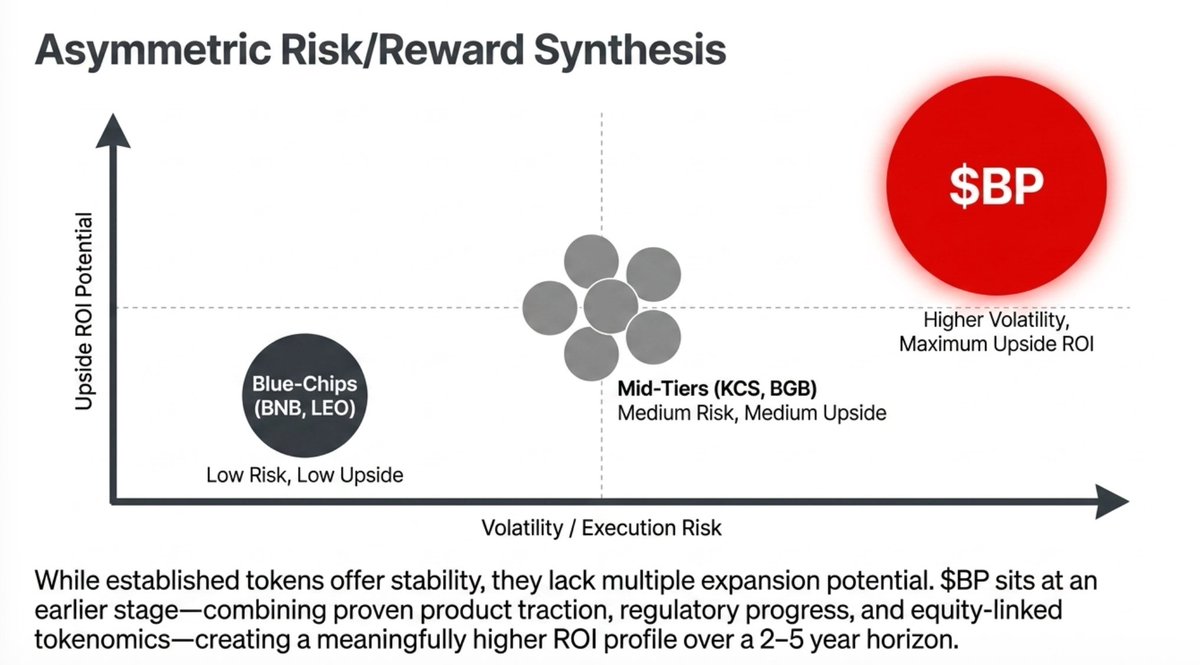 Asymmetric Risk/Reward Synthesis
$BP
Upside ROI Potential
Higher Volatility,
Maximum Upside ROI
Blue-Chips
(BNB, LEO)
Mid-Tiers (KCS, BGB)
Medium Risk, Medium Upside
Low Risk, Low Upside
Volatility / Execution Risk
While established tokens offer stability, they lack multiple expansion potential. $BP sits at an
earlier stage—combining proven product traction, regulatory progress, and equity-linked
tokenomics—creating a meaningfully higher ROI profile over a 2–5 year horizon.